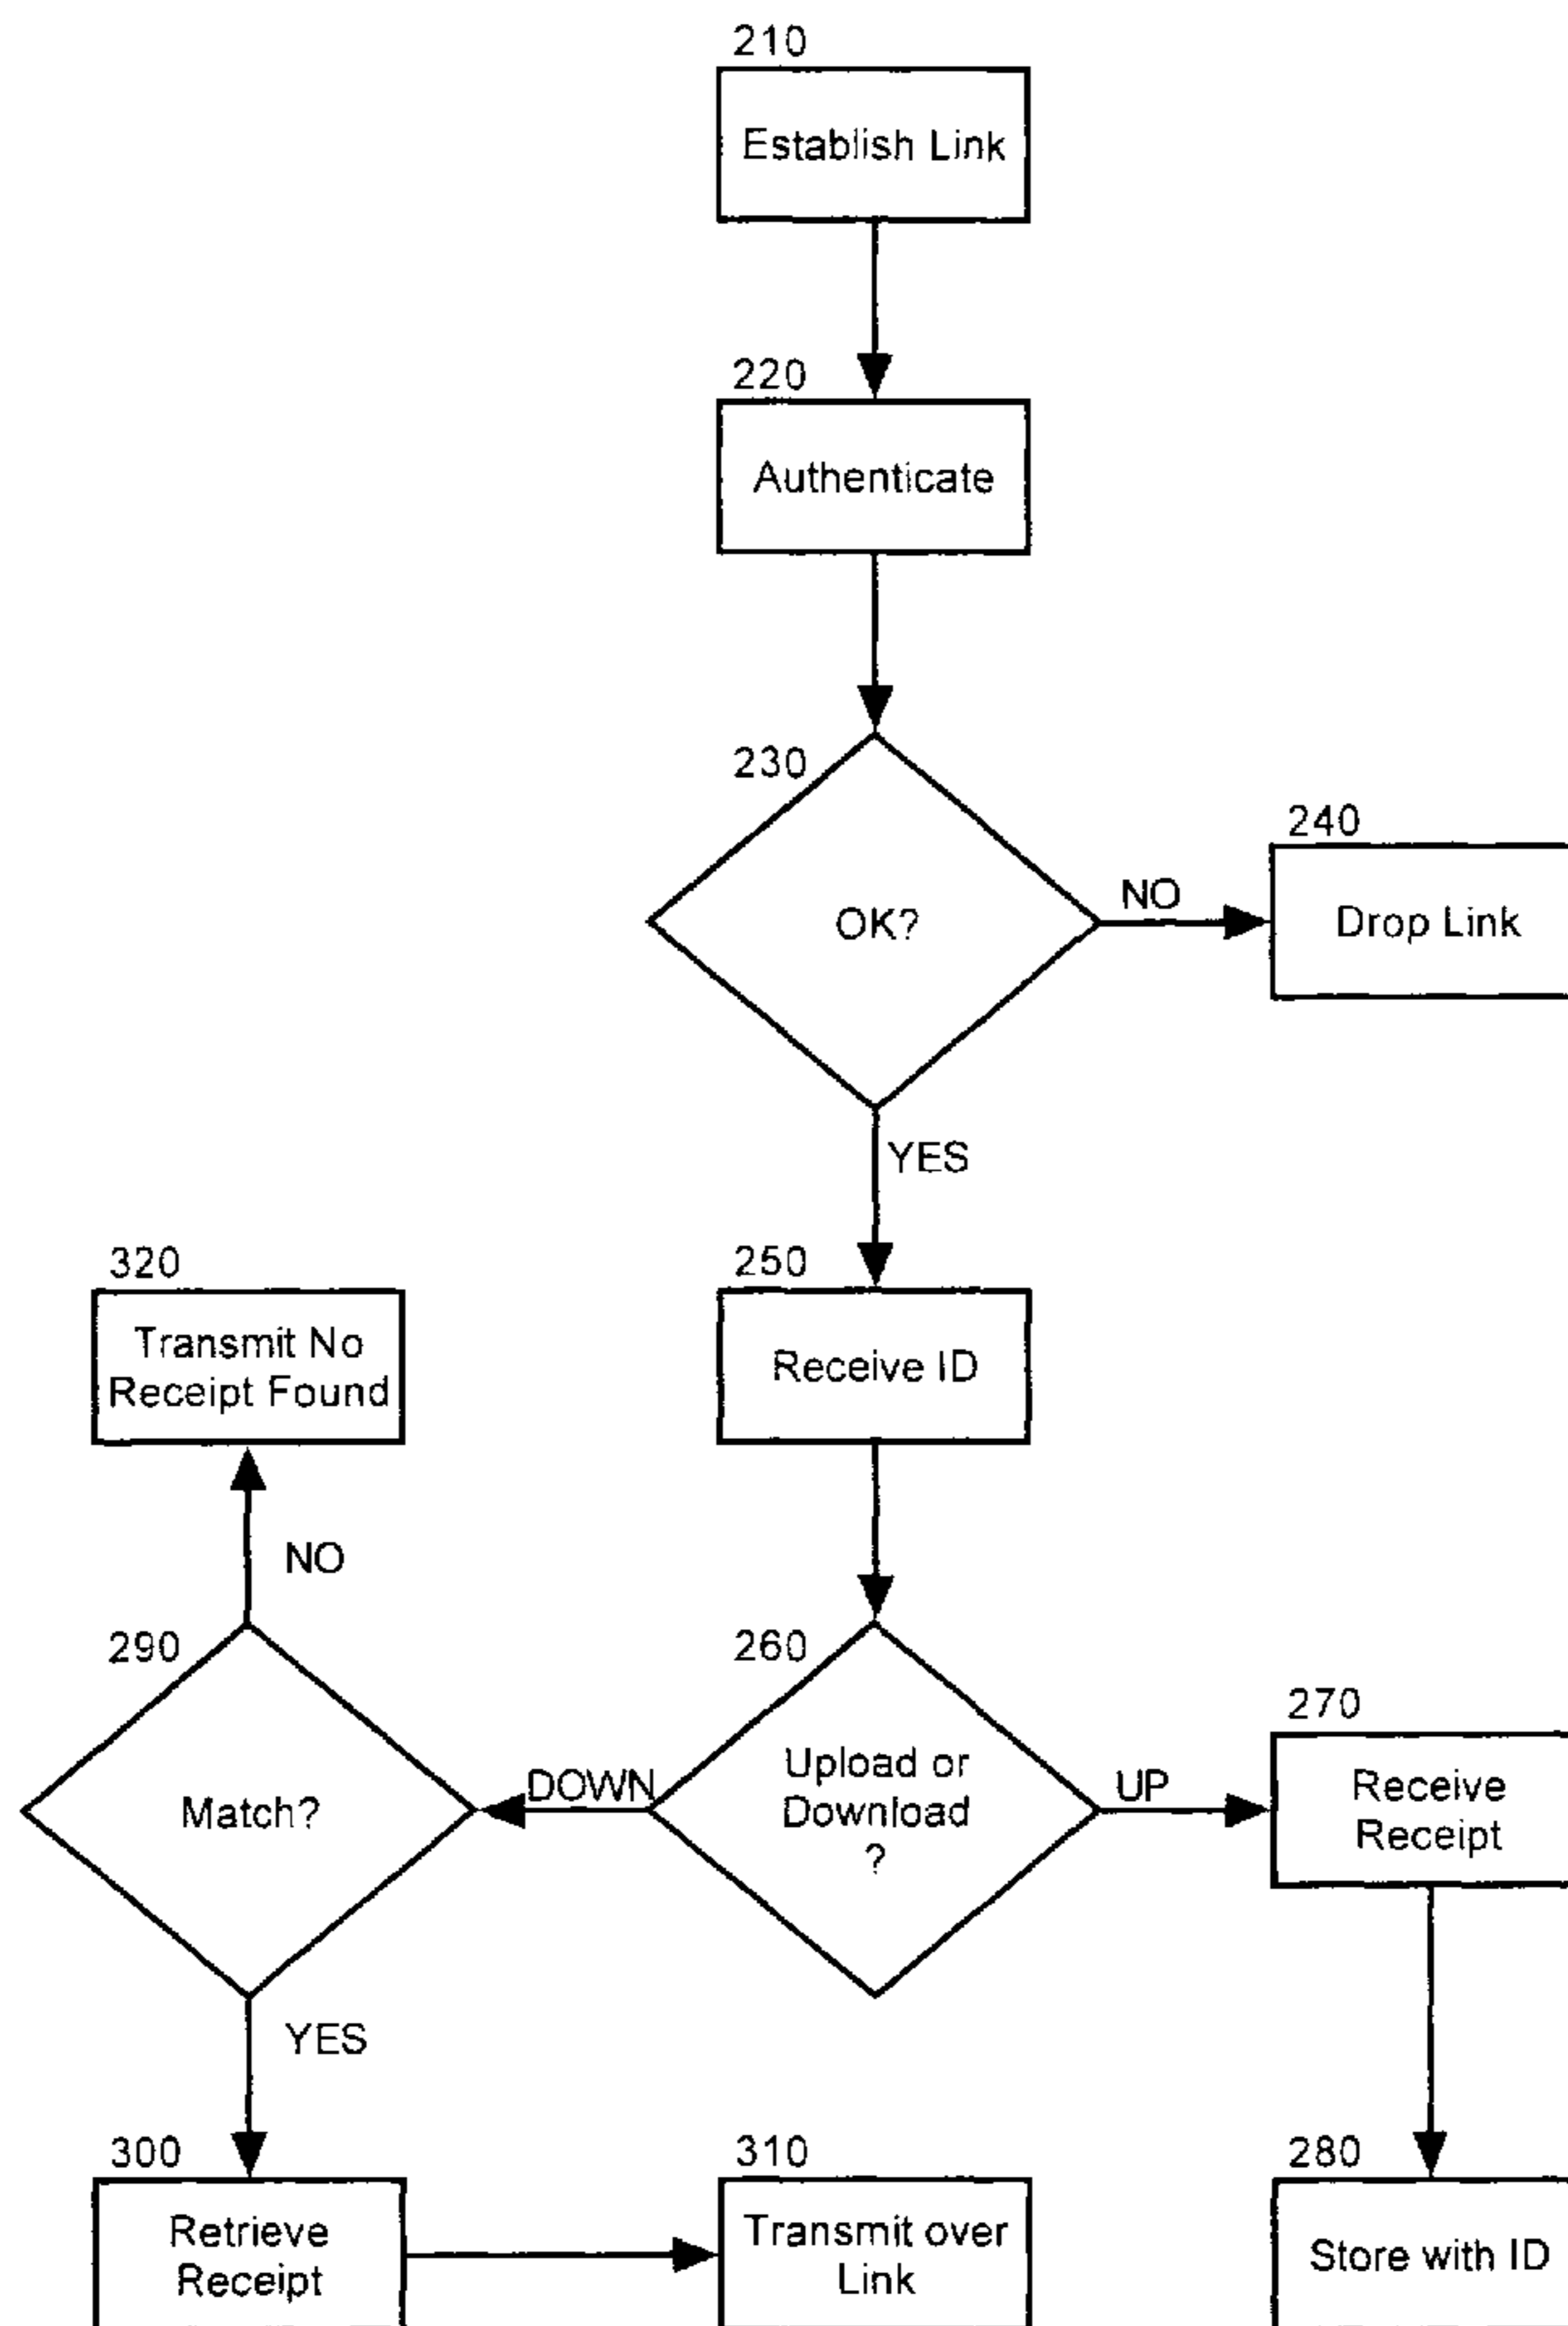 210
Establish Link
220
Authenticate
230
OK?
NO
240
Drop Link
YES
250
Receive ID
320
Transmit No
Receipt Found
NO
290
Match?
DOWN
260
Upload or
Download
?
UP
270
Receive
Receipt
YES
300
Retrieve
Receipt
310
Transmit over
Link
280
Store with ID